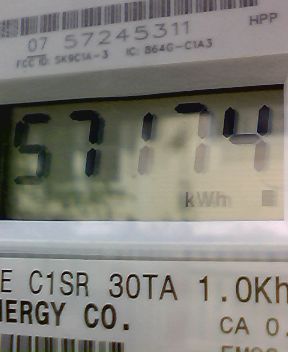 HPP
07 57245311
FCC ID: SK9C1A-3 IC: 864G-C1A3
57174
kWh
E C1SR 30TA 1.0Kh
NERGY CO.
CA 0.